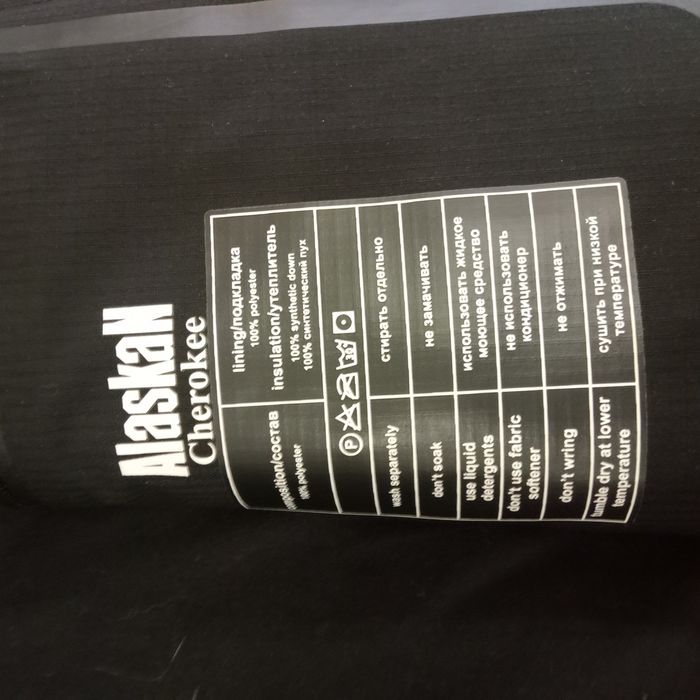 AlaskaN
Cherokee
composition/состав
100% polyester
lining/подкладка
100% polyester
insulation/утеплитель
100% synthetic down
100% синтетический пух
P
30
wash separately
стирать отдельно
don't soak
не замачивать
use liquid
detergents
использовать жидкое
моющее средство
don't use fabric
softener
не использовать
кондиционер
don't wring
не отжимать
tumble dry at lower
temperature
сушить при низкой
температуре